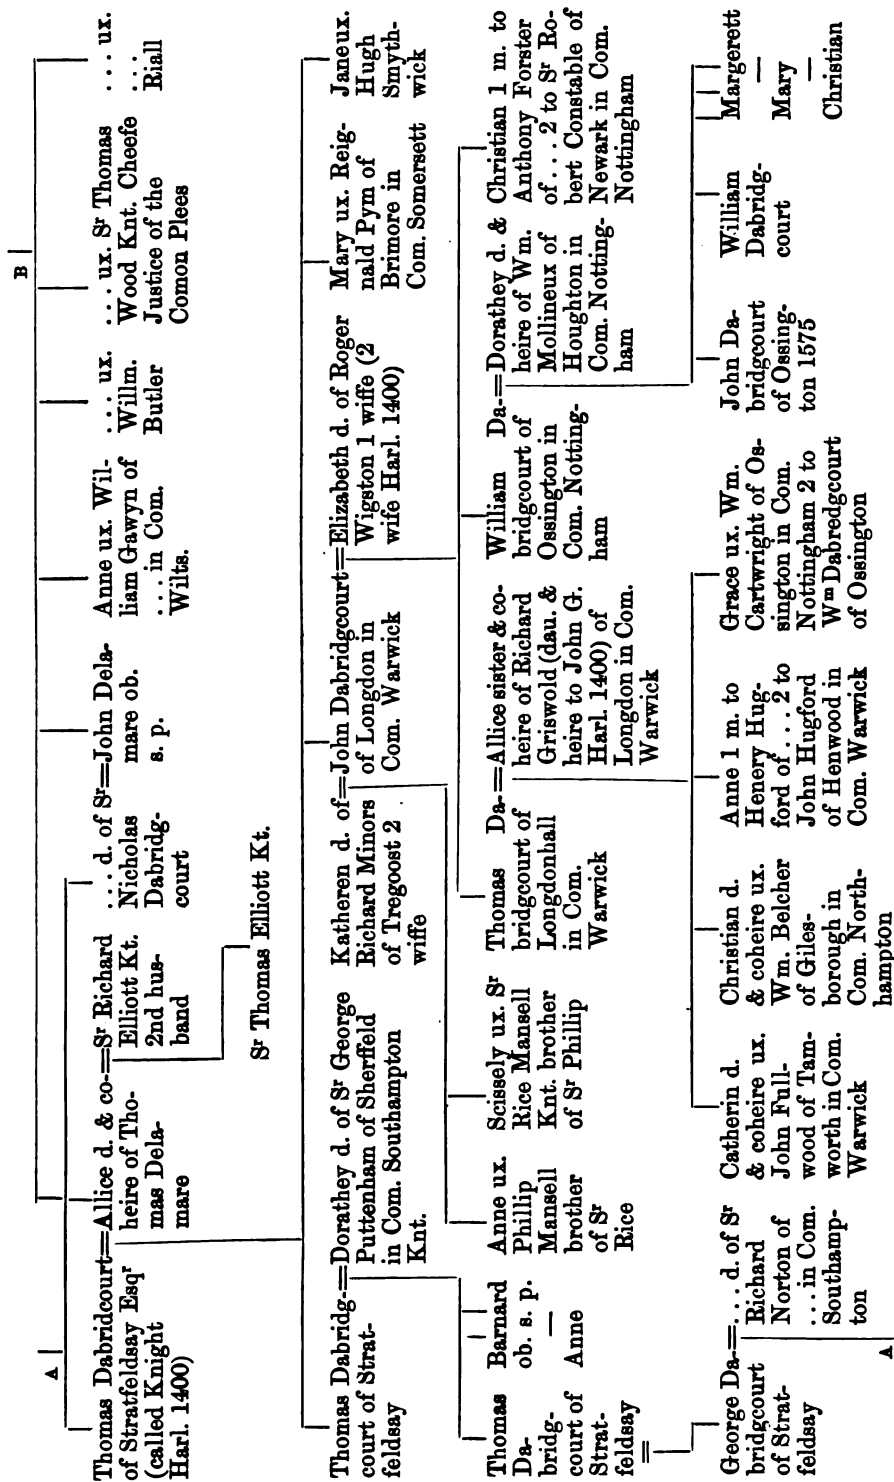 A
B
Thomas Dabridcourt=Allice d. & co-=Sʳ Richard
of Stratfeldsay Esqʳ
(called Knight
Harl. 1400)
heire of Tho-
mas Dela-
mare
Elliott Kt.
2nd hus-
band
... d. of Sʳ=John Dela-
Nicholas
Dabridg-
court
mare ob.
s. p.
Anne ux. Wil-
liam Gawyn of
... in Com.
Wilts.
... ux.
Willm.
Butler
... ux. Sʳ Thomas
Wood Knt. Cheefe
Justice of the
Comon Plees
... ux.
...
Riall
Sʳ Thomas Elliott Kt.
Thomas Dabridg-=Dorathey d. of Sʳ George
court of Strat-
feldsay
Puttenham of Sherffeld
in Com. Southampton
Knt.
Katheren d. of=John Dabridgcourt=Elizabeth d. of Roger
Richard Minors
of Tregoost 2
wiffe
of Longdon in
Com. Warwick
Wigston 1 wiffe (2
wife Harl. 1400)
Mary ux. Reig-
nald Pym of
Brimore in
Com. Somersett
Jane ux.
Hugh
Smyth-
wick
Thomas
Da-
bridg-
court of
Strat-
feldsay
=
Barnard
ob. s. p.
—
Anne
Anne ux.
Phillip
Mansell
brother
of Sʳ
Rice
Scissely ux. Sʳ
Rice Mansell
Knt. brother
of Sʳ Phillip
Thomas Da-=Allice sister & co-
bridgcourt of
Longdonhall
in Com.
Warwick
heire of Richard
Griswold (dau. &
heire to John G.
Harl. 1400) of
Longdon in Com.
Warwick
William Da-=Dorathey d. &
bridgcourt of
Ossington in
Com. Notting-
ham
heire of Wm.
Mollineux of
Houghton in
Com. Notting-
ham
Christian 1 m. to
Anthony Forster
of ... 2 to Sʳ Ro-
bert Constable of
Newark in Com.
Nottingham
George Da-=... d. of Sʳ
bridgcourt
of Strat-
feldsay
Richard
Norton of
... in Com.
Southamp-
ton
A
Catherin d.
& coheire ux.
John Full-
wood of Tam-
worth in Com.
Warwick
Christian d.
& coheire ux.
Wm. Belcher
of Giles-
borough in
Com. North-
hampton
Anne 1 m. to
Henery Hug-
ford of ... 2 to
John Hugford
of Henwood in
Com. Warwick
Grace ux. Wm.
Cartwright of Os-
sington in Com.
Nottingham 2 to
Wᵐ Dabredgcourt
of Ossington
John Da-
bridgcourt
of Ossing-
ton 1575
William
Dabridg-
court
Margerett
—
Mary
—
Christian